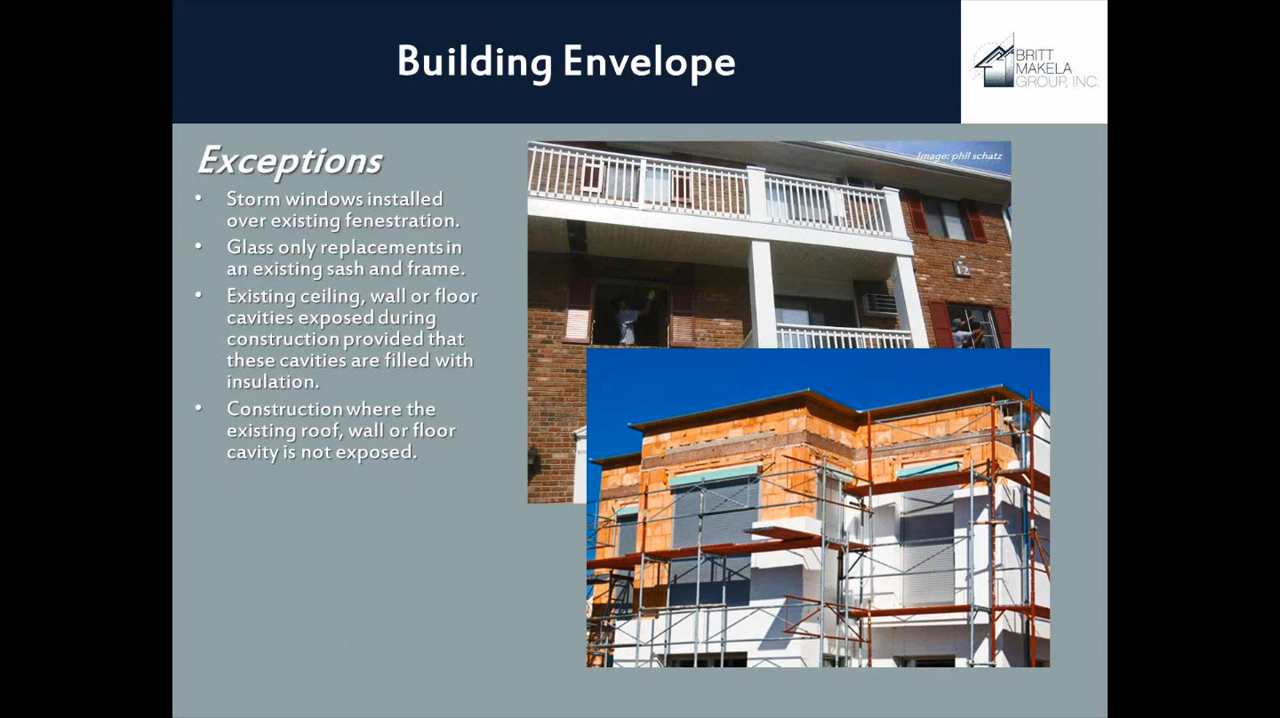 Building Envelope
BRITT
MAKELA
GROUP, INC.
Exceptions
• Storm windows installed
over existing fenestration.
• Glass only replacements in
an existing sash and frame.
• Existing ceiling, wall or floor
cavities exposed during
construction provided that
these cavities are filled with
insulation.
• Construction where the
existing roof, wall or floor
cavity is not exposed.
Image: phil schatz
12